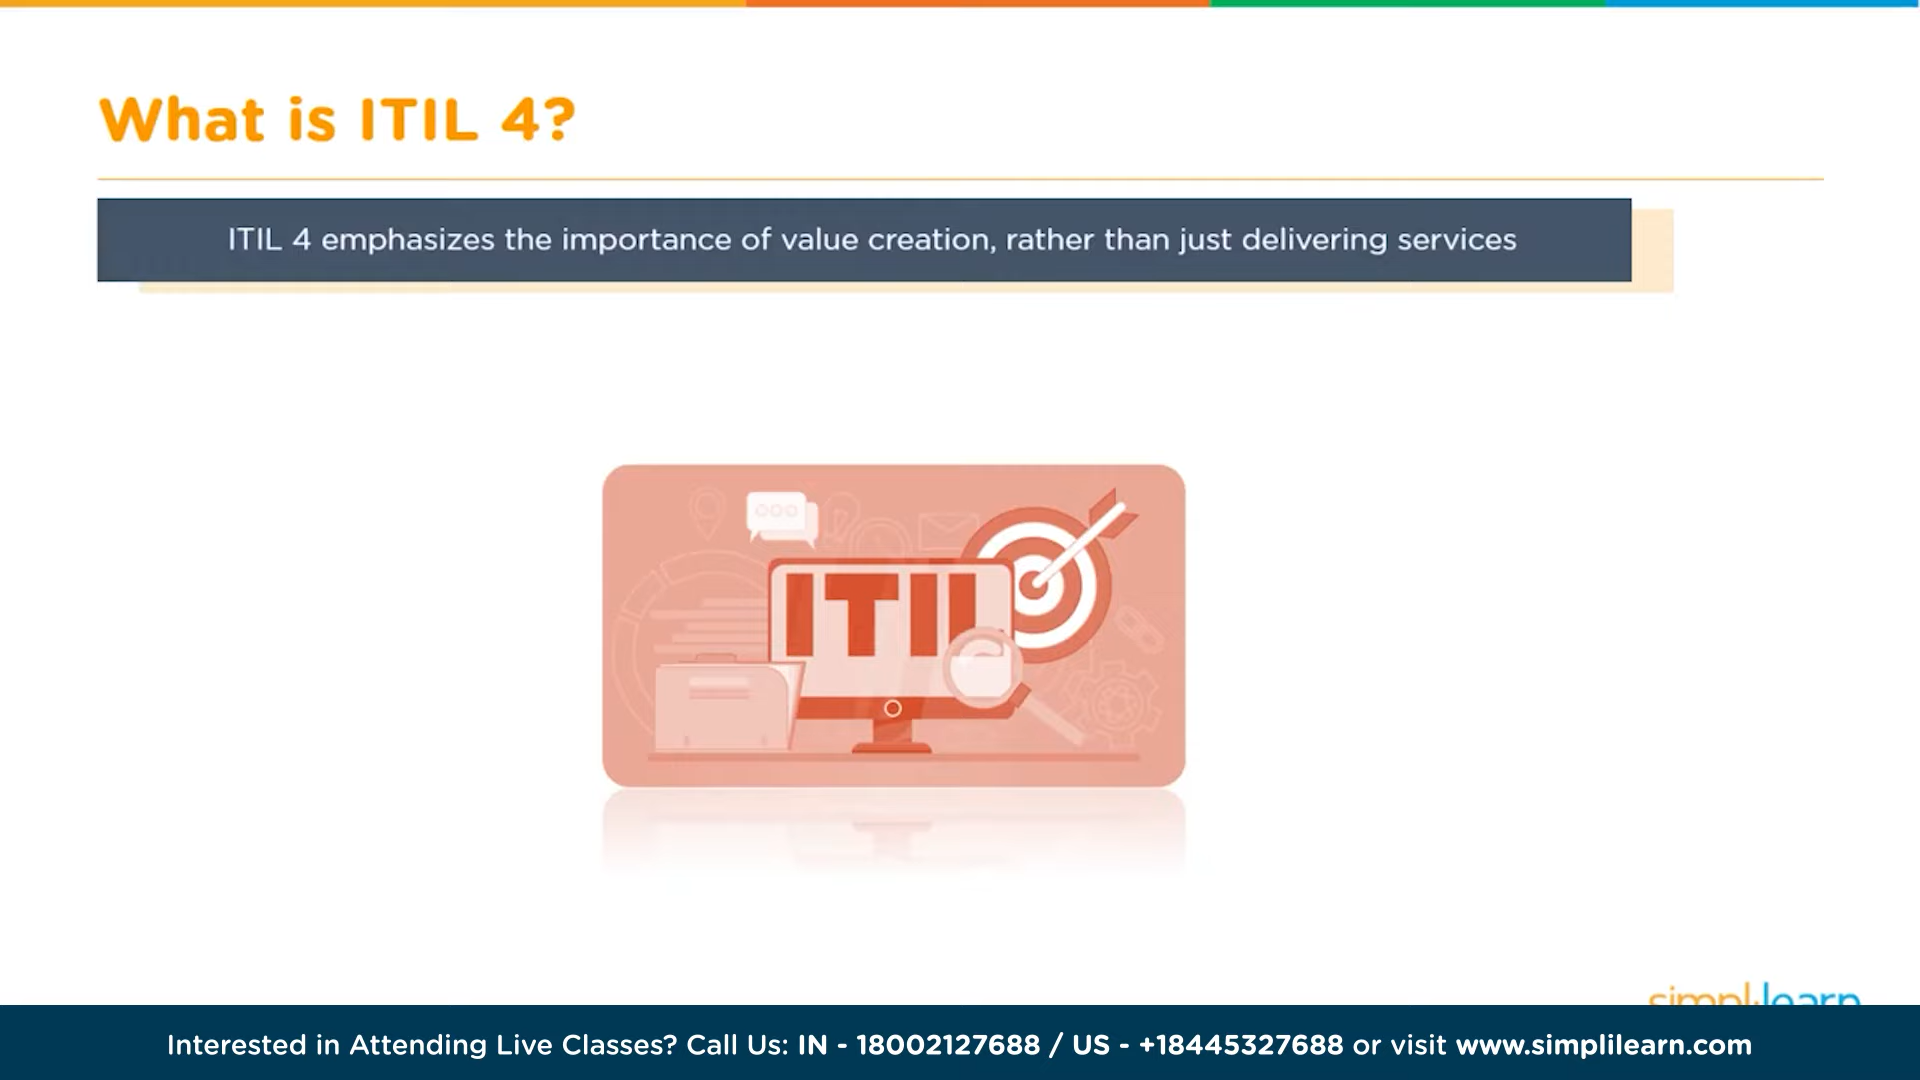 What is ITIL 4?
ITIL 4 emphasizes the importance of value creation, rather than just delivering services
ITIL
simplilearn
Interested in Attending Live Classes? Call Us: IN - 18002127688 / US - +18445327688 or visit www.simplilearn.com